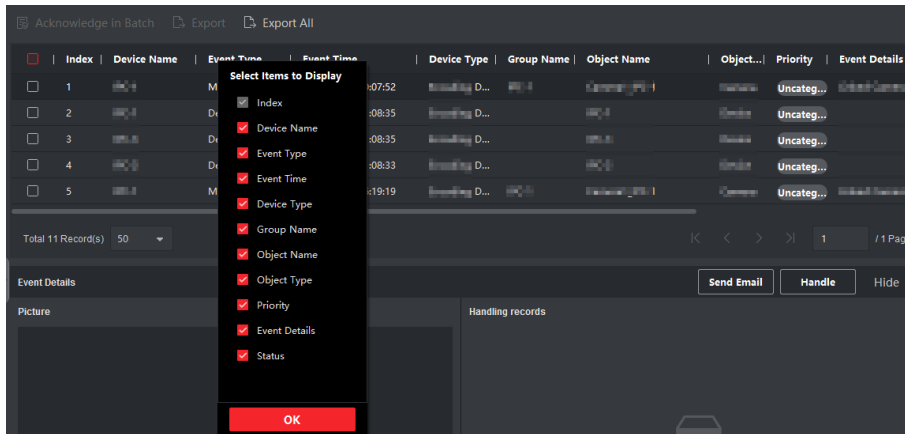 Acknowledge in Batch Export Export All
Index Device Name Event Type Event Time Device Type Group Name Object Name Object... Priority Event Details
1 M :07:52 D... Uncateg...
2 De :08:35 D... Uncateg...
3 De :08:35 D... Uncateg...
4 De :08:33 D... Uncateg...
5 M :19:19 D... Uncateg...
Select Items to Display
Index
Device Name
Event Type
Event Time
Device Type
Group Name
Object Name
Object Type
Priority
Event Details
Status
OK
Total 11 Record(s) 50 1 / 1 Pag
Event Details Send Email Handle Hide
Picture Handling records